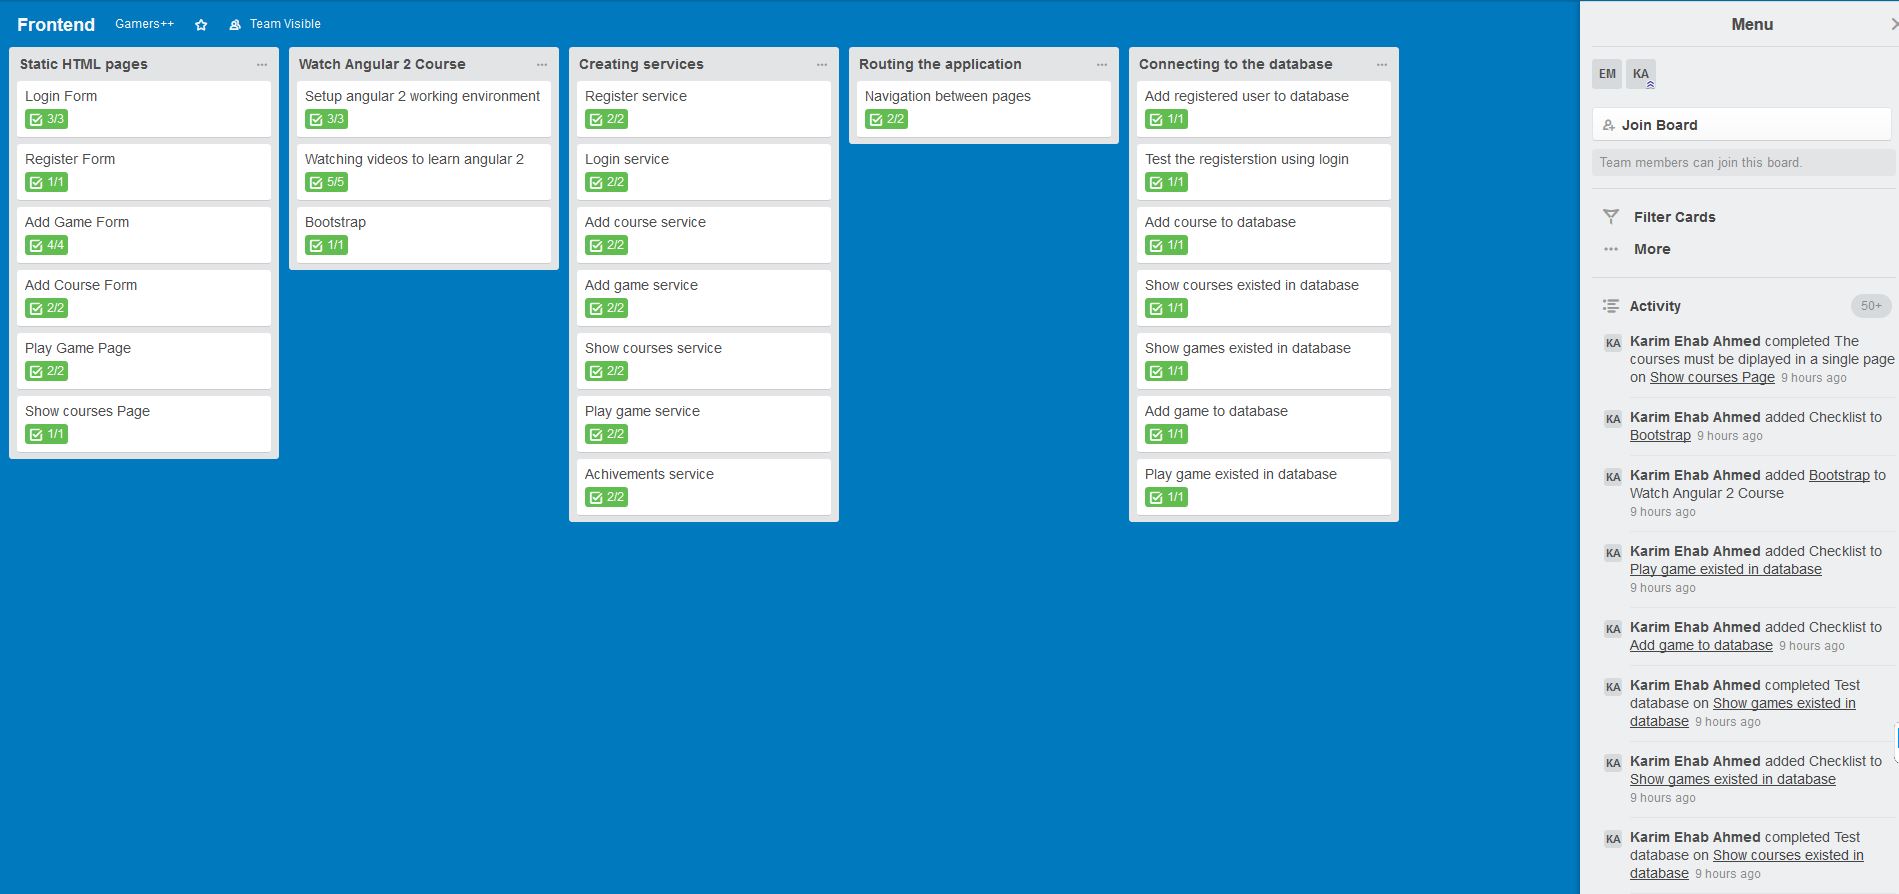 Frontend Gamers++ Team Visible
Static HTML pages
Login Form
3/3
Register Form
1/1
Add Game Form
4/4
Add Course Form
2/2
Play Game Page
2/2
Show courses Page
1/1
Watch Angular 2 Course
Setup angular 2 working environment
3/3
Watching videos to learn angular 2
5/5
Bootstrap
1/1
Creating services
Register service
2/2
Login service
2/2
Add course service
2/2
Add game service
2/2
Show courses service
2/2
Play game service
2/2
Achivements service
2/2
Routing the application
Navigation between pages
2/2
Connecting to the database
Add registered user to database
1/1
Test the registerstion using login
1/1
Add course to database
1/1
Show courses existed in database
1/1
Show games existed in database
1/1
Add game to database
1/1
Play game existed in database
1/1
Menu
EM KA
Join Board
Team members can join this board.
Filter Cards
More
Activity 50+
KA Karim Ehab Ahmed completed The
courses must be diplayed in a single page
on Show courses Page 9 hours ago
KA Karim Ehab Ahmed added Checklist to
Bootstrap 9 hours ago
KA Karim Ehab Ahmed added Bootstrap to
Watch Angular 2 Course
9 hours ago
KA Karim Ehab Ahmed added Checklist to
Play game existed in database
9 hours ago
KA Karim Ehab Ahmed added Checklist to
Add game to database 9 hours ago
KA Karim Ehab Ahmed completed Test
database on Show games existed in
database 9 hours ago
KA Karim Ehab Ahmed added Checklist to
Show games existed in database
9 hours ago
KA Karim Ehab Ahmed completed Test
database on Show courses existed in
database 9 hours ago